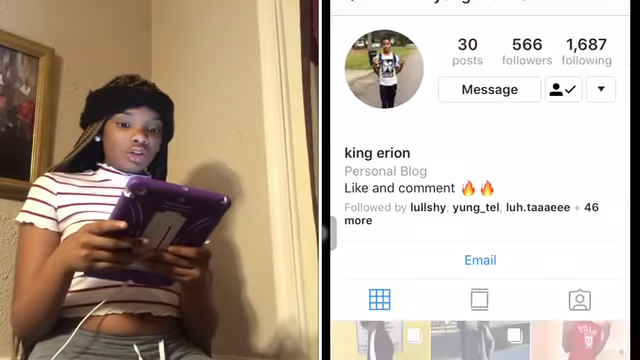 30 566 1,687
posts followers following
Message
king erion
Personal Blog
Like and comment 🔥🔥
Followed by lullshy, yung_tel, luh.taaaeee + 46
more
Email